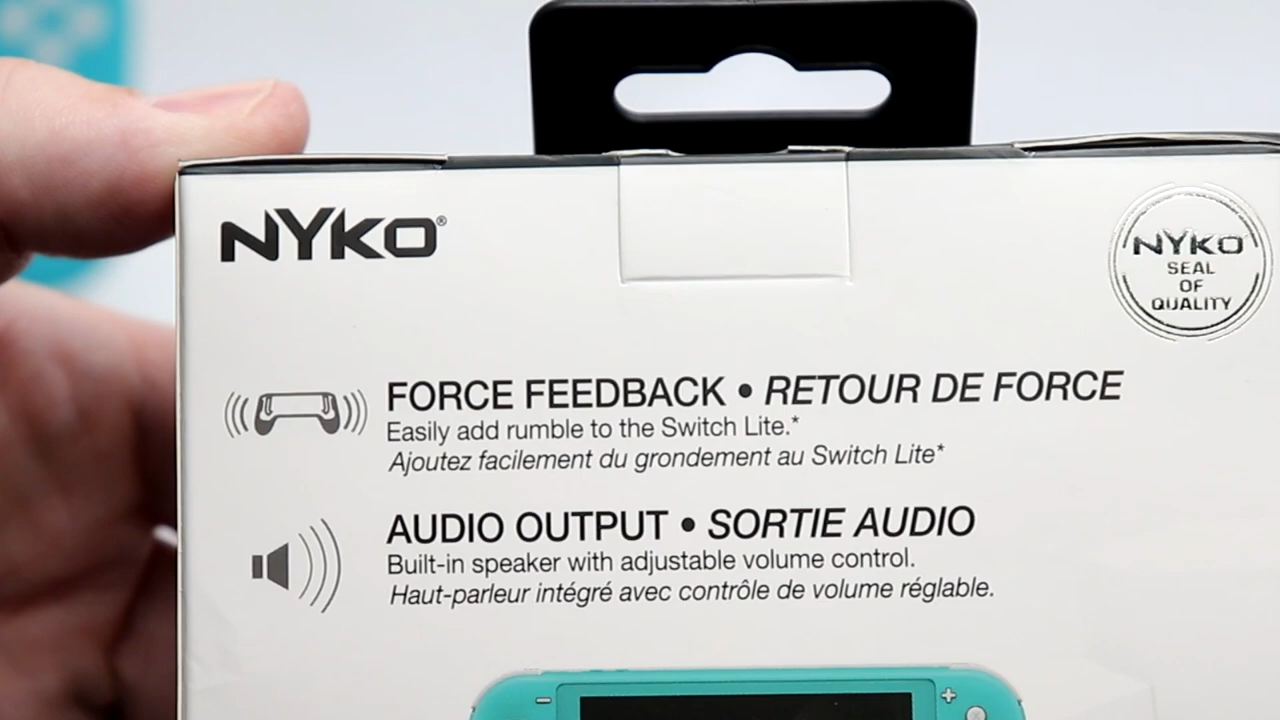 NYKO®
NYKO
SEAL
OF
QUALITY
FORCE FEEDBACK • RETOUR DE FORCE
Easily add rumble to the Switch Lite.*
Ajoutez facilement du grondement au Switch Lite*
AUDIO OUTPUT • SORTIE AUDIO
Built-in speaker with adjustable volume control.
Haut-parleur intégré avec contrôle de volume réglable.